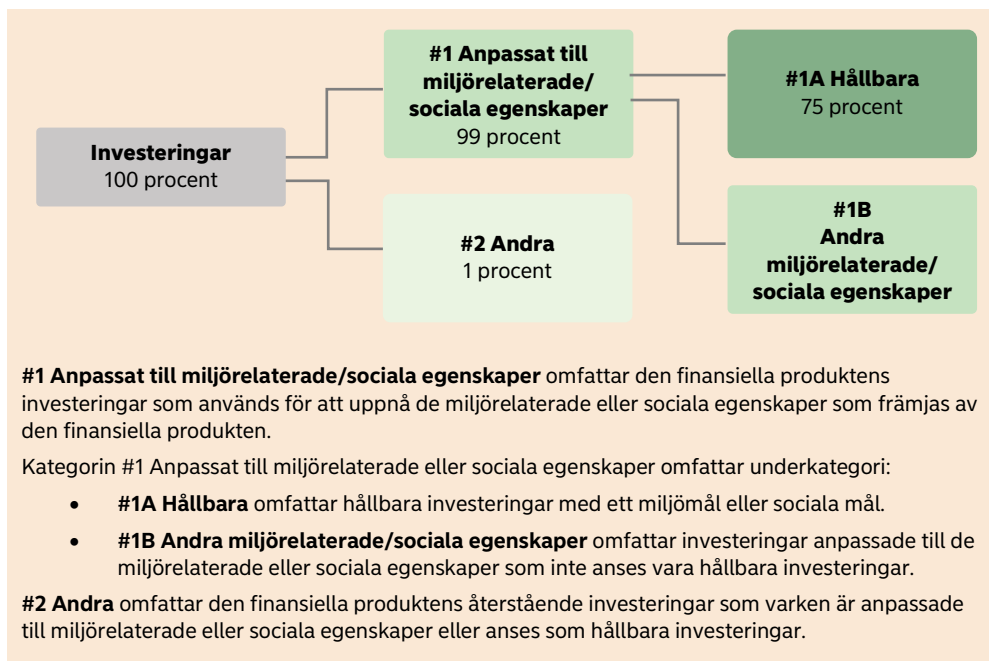 #1 Anpassat till
miljörelaterade/
sociala egenskaper
99 procent
#1A Hållbara
75 procent
Investeringar
100 procent
#2 Andra
1 procent
#1B
Andra
miljörelaterade/
sociala egenskaper
#1 Anpassat till miljörelaterade/sociala egenskaper omfattar den finansiella produktens
investeringar som används för att uppnå de miljörelaterade eller sociala egenskaper som främjas av
den finansiella produkten.
Kategorin #1 Anpassat till miljörelaterade eller sociala egenskaper omfattar underkategori:
• #1A Hållbara omfattar hållbara investeringar med ett miljömål eller sociala mål.
• #1B Andra miljörelaterade/sociala egenskaper omfattar investeringar anpassade till de
miljörelaterade eller sociala egenskaper som inte anses vara hållbara investeringar.
#2 Andra omfattar den finansiella produktens återstående investeringar som varken är anpassade
till miljörelaterade eller sociala egenskaper eller anses som hållbara investeringar.